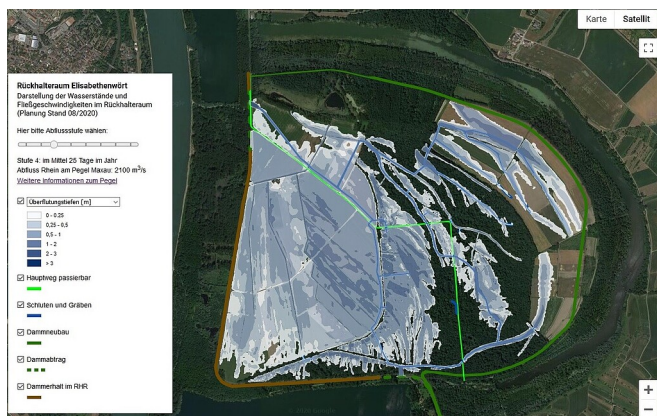 Karte Satellit
Rückhalteraum Elisabethenwört
Darstellung der Wasserstände und
Fließgeschwindigkeiten im Rückhalteraum
(Planung Stand 08/2020)
Hier bitte Abflussstufe wählen:
Stufe 4: im Mittel 25 Tage im Jahr
Abfluss Rhein am Pegel Maxau: 2100 m³/s
Weitere Informationen zum Pegel
Überflutungstiefen [m]
0 - 0.25
0,25 - 0,5
0,5 - 1
1 - 2
2 - 3
> 3
Hauptweg passierbar
Schluten und Gräben
Dammneubau
Dammabtrag
Dammerhalt im RHR
+
−